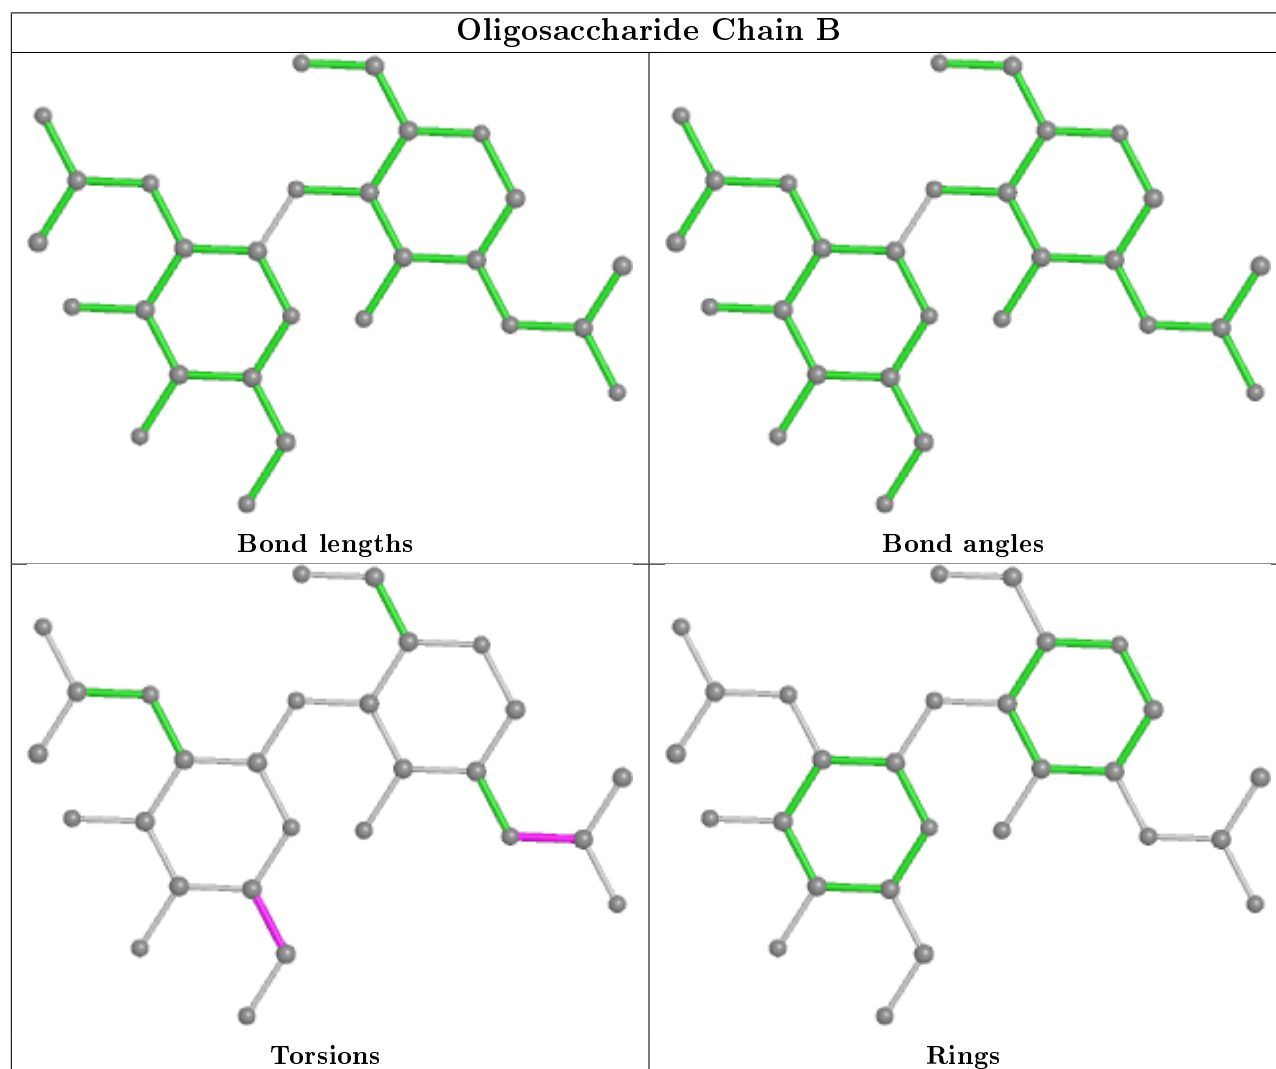 Oligosaccharide Chain B
Bond lengths
Bond angles
Torsions
Rings